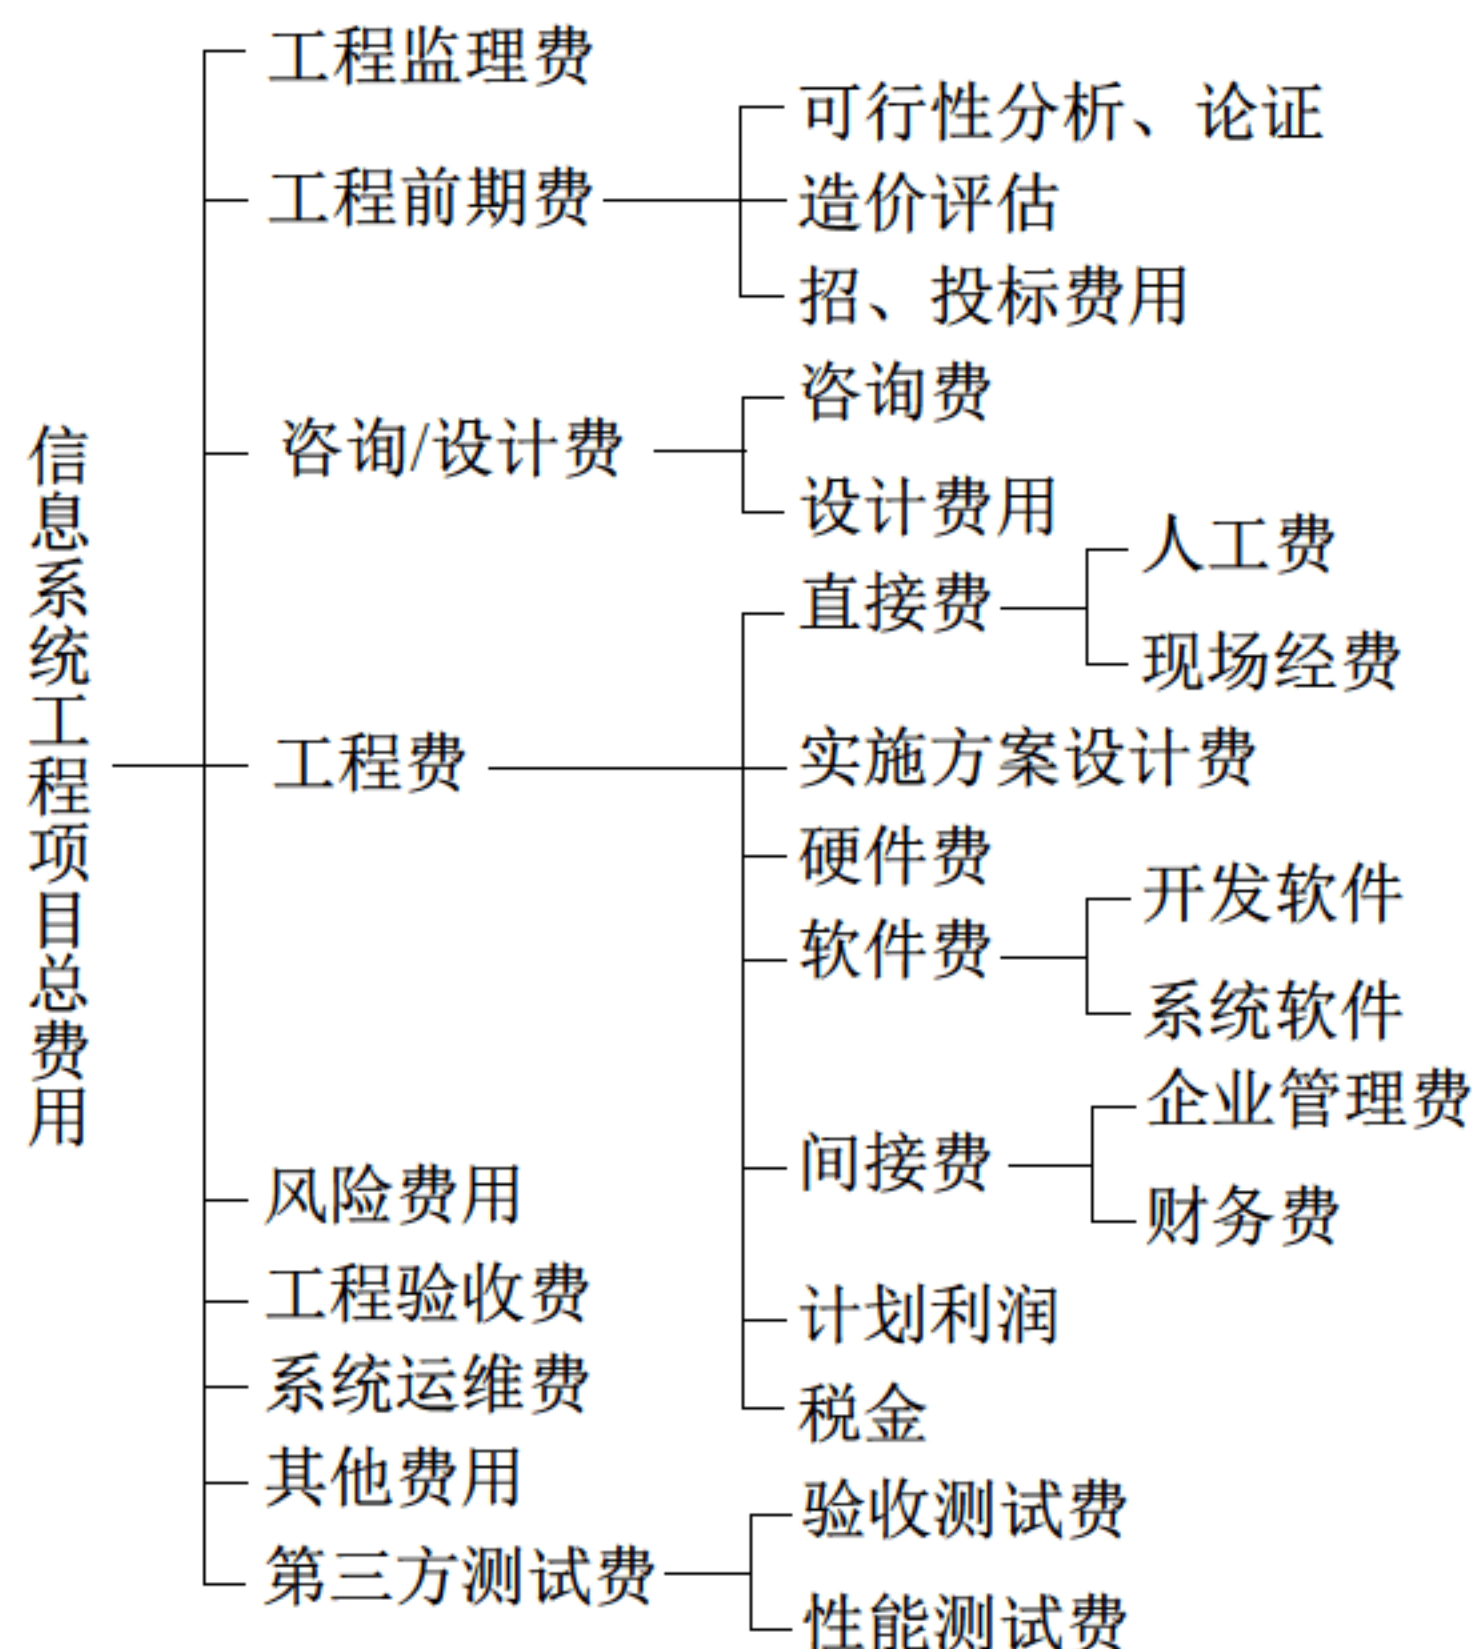 信息系统工程项目总费用
工程监理费
工程前期费
可行性分析、论证
造价评估
招、投标费用
咨询/设计费
咨询费
设计费用
工程费
直接费
人工费
现场经费
实施方案设计费
硬件费
软件费
开发软件
系统软件
间接费
企业管理费
财务费
计划利润
税金
风险费用
工程验收费
系统运维费
其他费用
第三方测试费
验收测试费
性能测试费